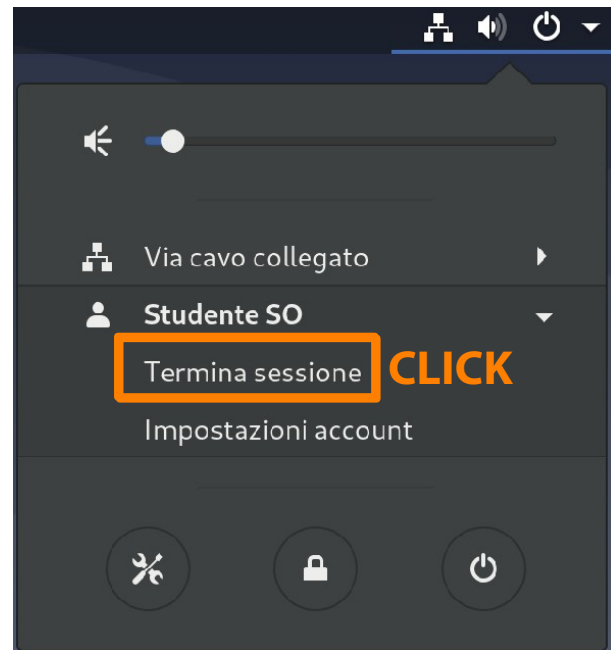 Via cavo collegato
Studente SO
Termina sessione CLICK
Impostazioni account